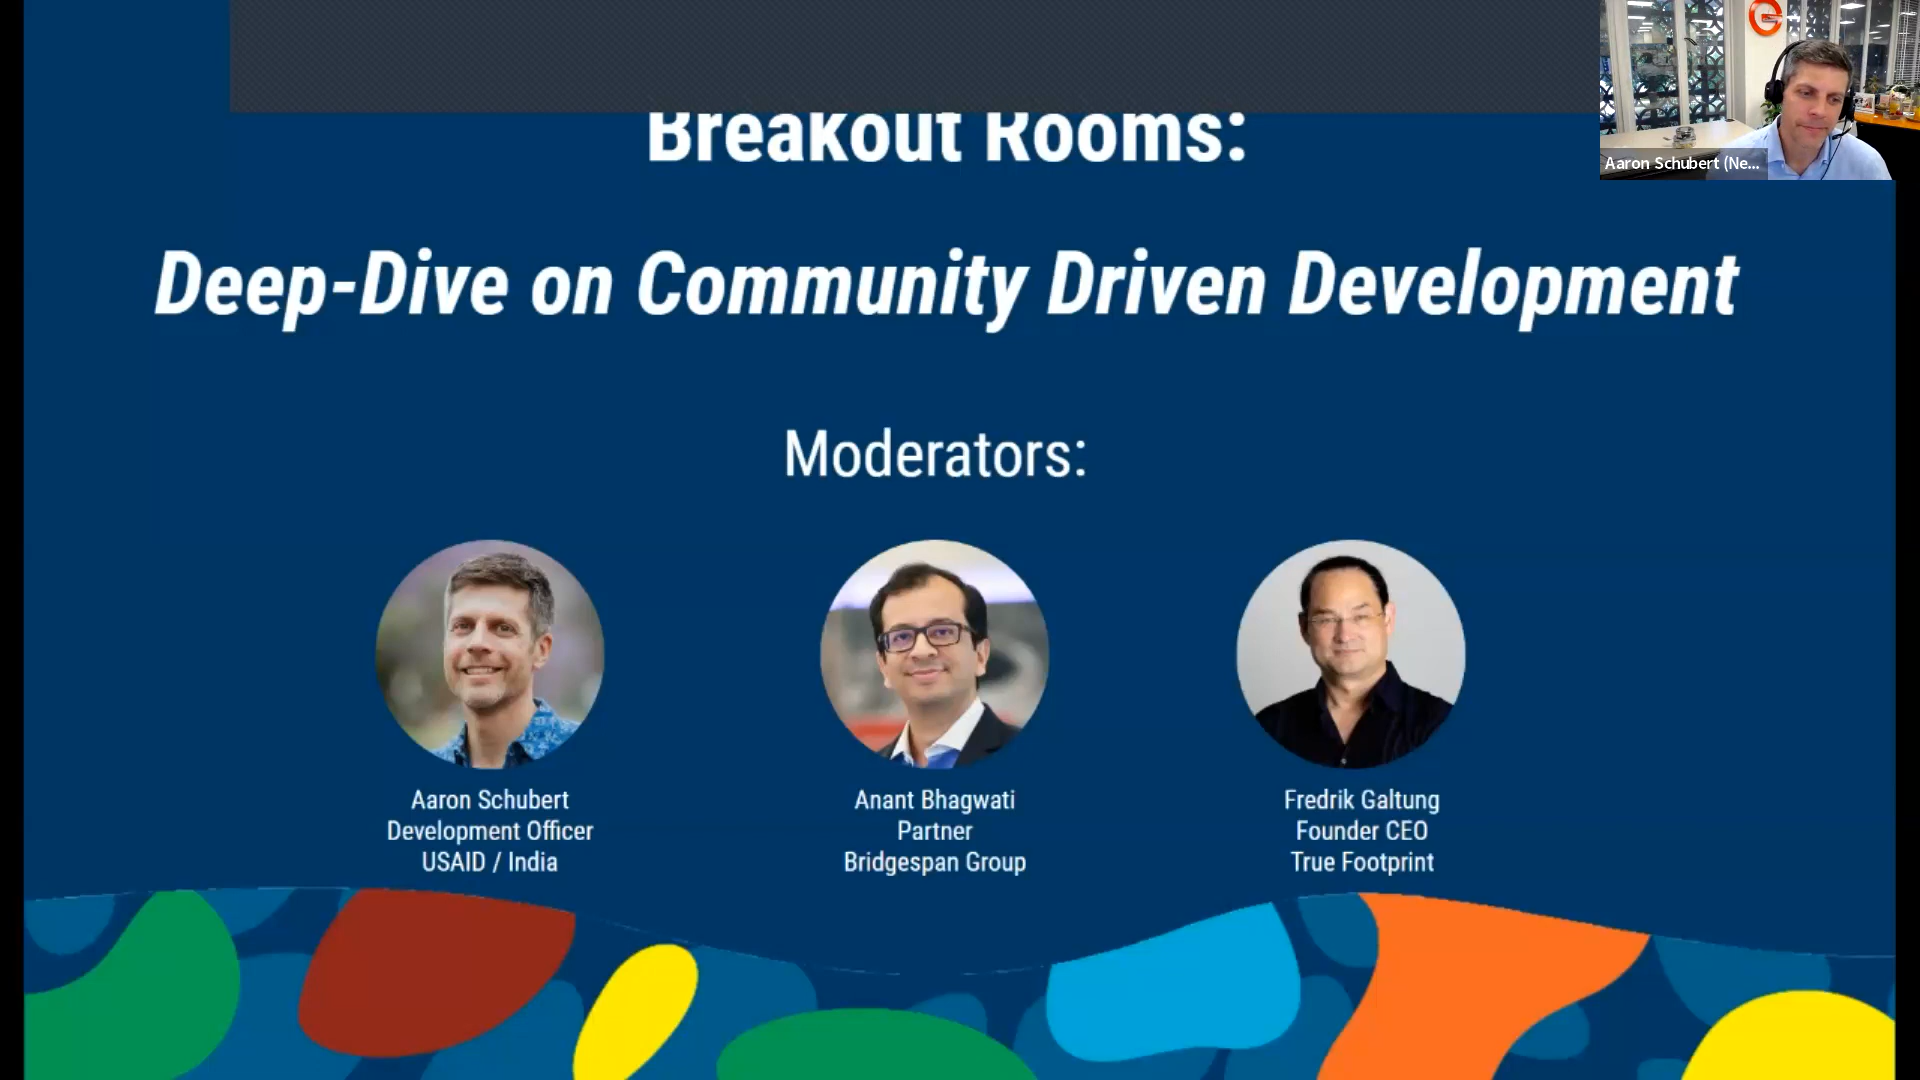 Breakout Rooms:
Aaron Schubert (Ne...
Deep-Dive on Community Driven Development
Moderators:
Aaron Schubert
Development Officer
USAID / India
Anant Bhagwati
Partner
Bridgespan Group
Fredrik Galtung
Founder CEO
True Footprint